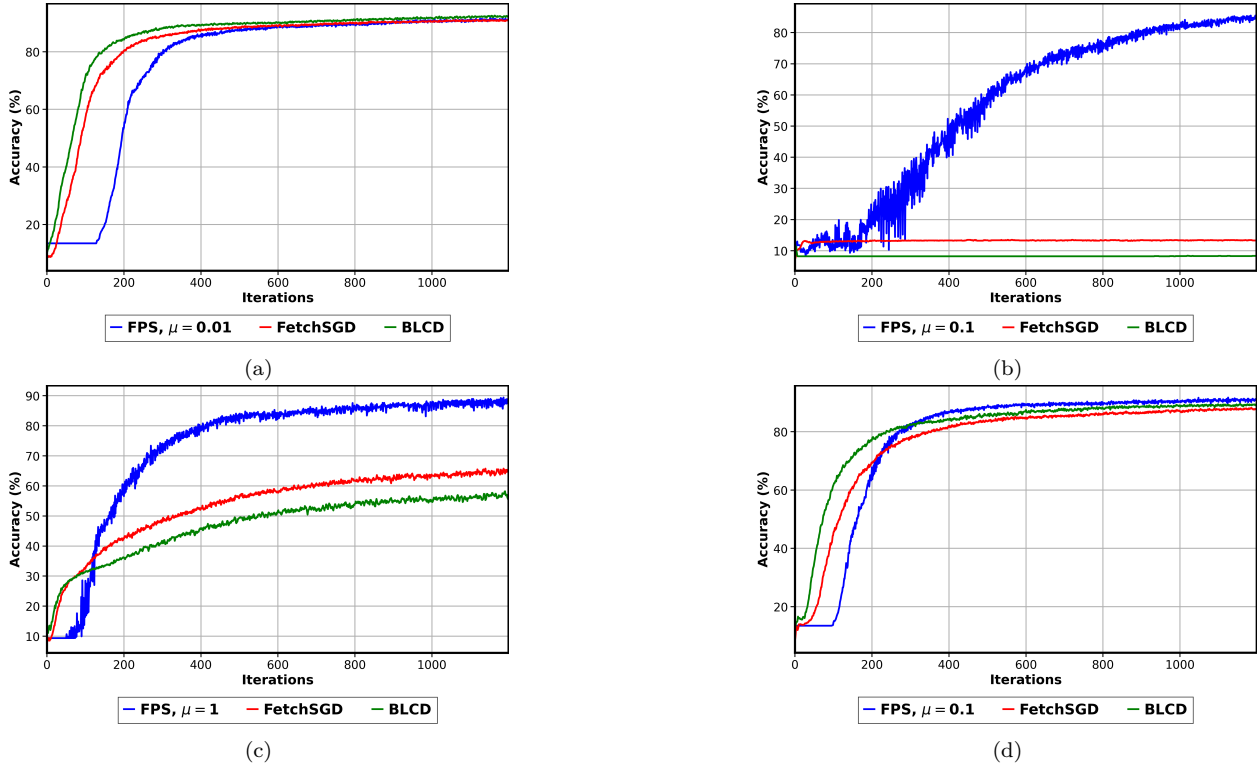 80
60
40
20
0
200
400
600
800
1000
Accuracy (%)
Iterations
FPS, μ = 0.01
FetchSGD
BLCD
(a)
80
70
60
50
40
30
20
10
0
200
400
600
800
1000
Accuracy (%)
Iterations
FPS, μ = 0.1
FetchSGD
BLCD
(b)
90
80
70
60
50
40
30
20
10
0
200
400
600
800
1000
Accuracy (%)
Iterations
FPS, μ = 1
FetchSGD
BLCD
(c)
80
60
40
20
0
200
400
600
800
1000
Accuracy (%)
Iterations
FPS, μ = 0.1
FetchSGD
BLCD
(d)